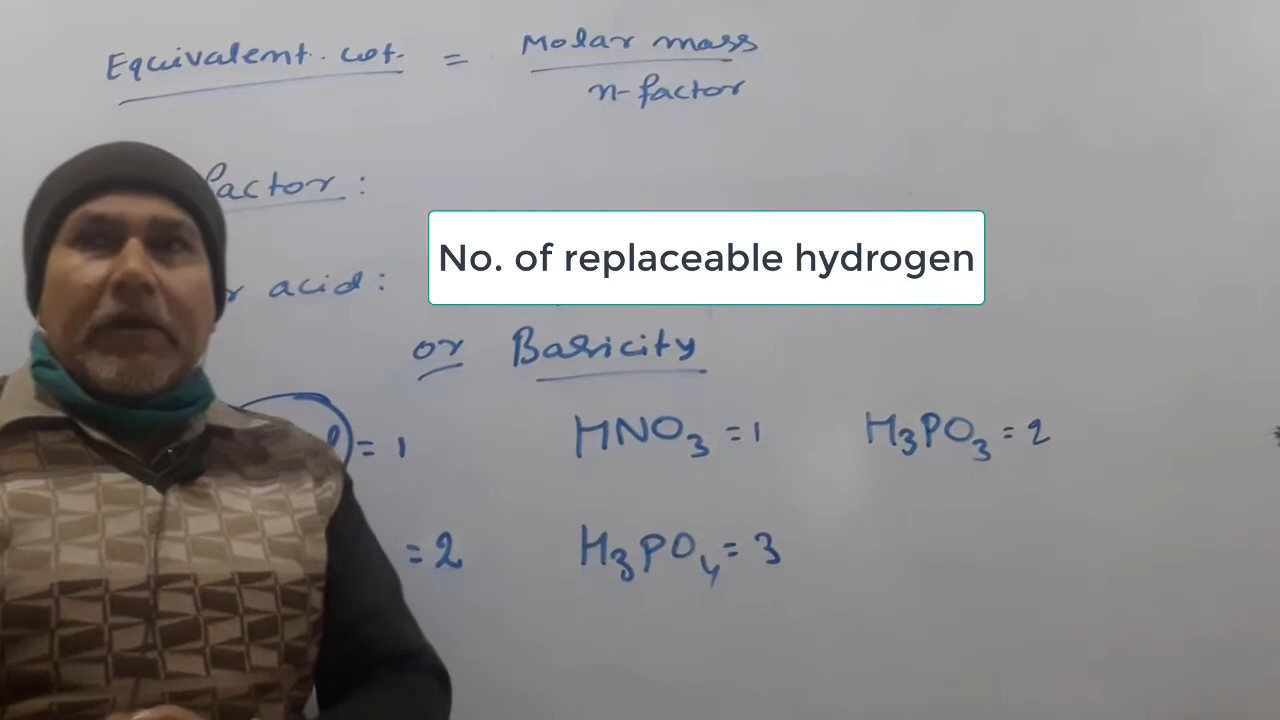 Equivalent. wt. = Molar mass
n-factor
factor:
acid:
No. of replaceable hydrogen
or Basicity
= 1 HNO₃ = 1 H₃PO₃ = 2
= 2 H₃PO₄ = 3